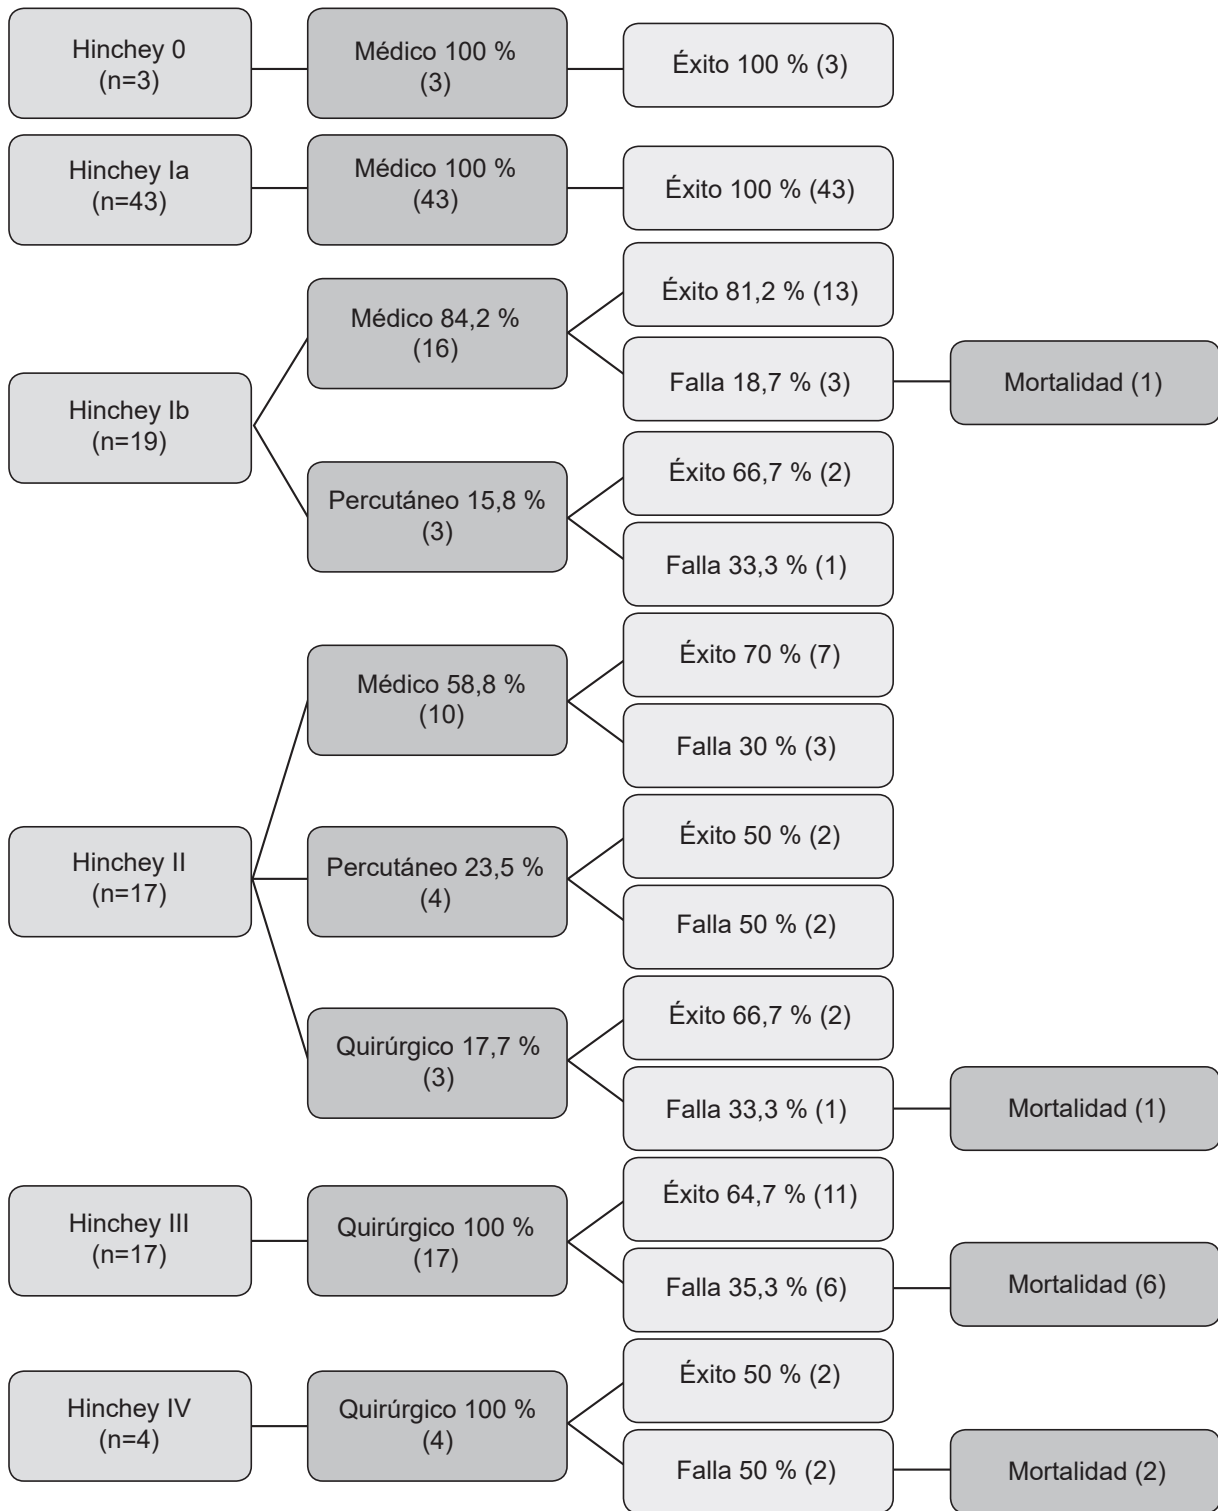 Hinchey 0
(n=3)
Médico 100 %
(3)
Éxito 100 % (3)
Hinchey Ia
(n=43)
Médico 100 %
(43)
Éxito 100 % (43)
Hinchey Ib
(n=19)
Médico 84,2 %
(16)
Éxito 81,2 % (13)
Falla 18,7 % (3)
Mortalidad (1)
Percutáneo 15,8 %
(3)
Éxito 66,7 % (2)
Falla 33,3 % (1)
Hinchey II
(n=17)
Médico 58,8 %
(10)
Éxito 70 % (7)
Falla 30 % (3)
Percutáneo 23,5 %
(4)
Éxito 50 % (2)
Falla 50 % (2)
Quirúrgico 17,7 %
(3)
Éxito 66,7 % (2)
Falla 33,3 % (1)
Mortalidad (1)
Hinchey III
(n=17)
Quirúrgico 100 %
(17)
Éxito 64,7 % (11)
Falla 35,3 % (6)
Mortalidad (6)
Hinchey IV
(n=4)
Quirúrgico 100 %
(4)
Éxito 50 % (2)
Falla 50 % (2)
Mortalidad (2)